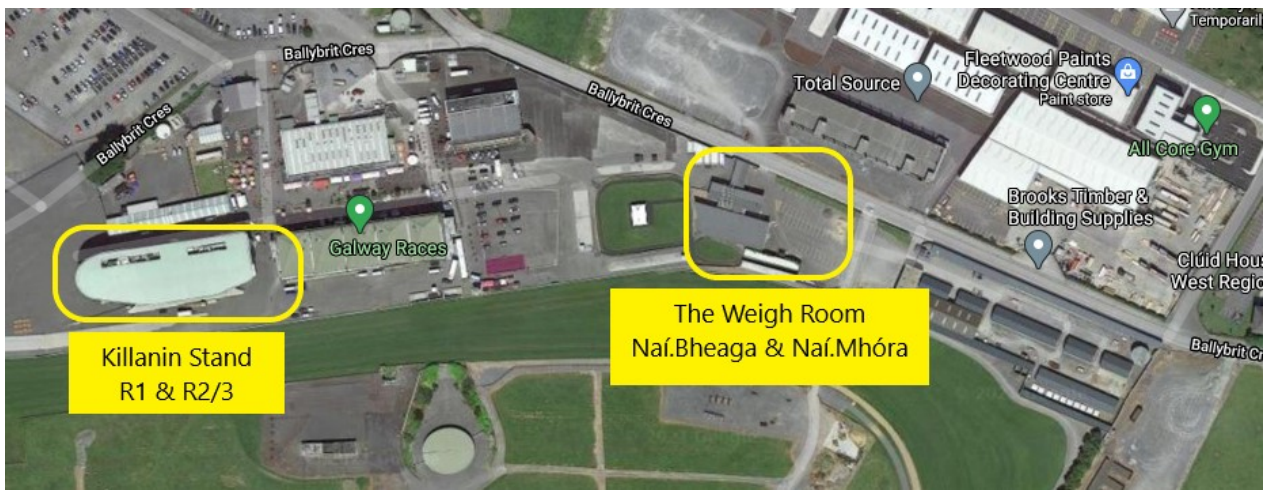 Ballybrit Cres
Ballybrit Cres
Ballybrit Cres
Temporaril
Total Source
Fleetwood Paints
Decorating Centre
Paint store
All Core Gym
Brooks Timber &
Building Supplies
Clúid Hous
West Regio
Galway Races
Ballybrit Cr
Killanin Stand
R1 & R2/3
The Weigh Room
Naí.Bheaga & Naí.Mhóra